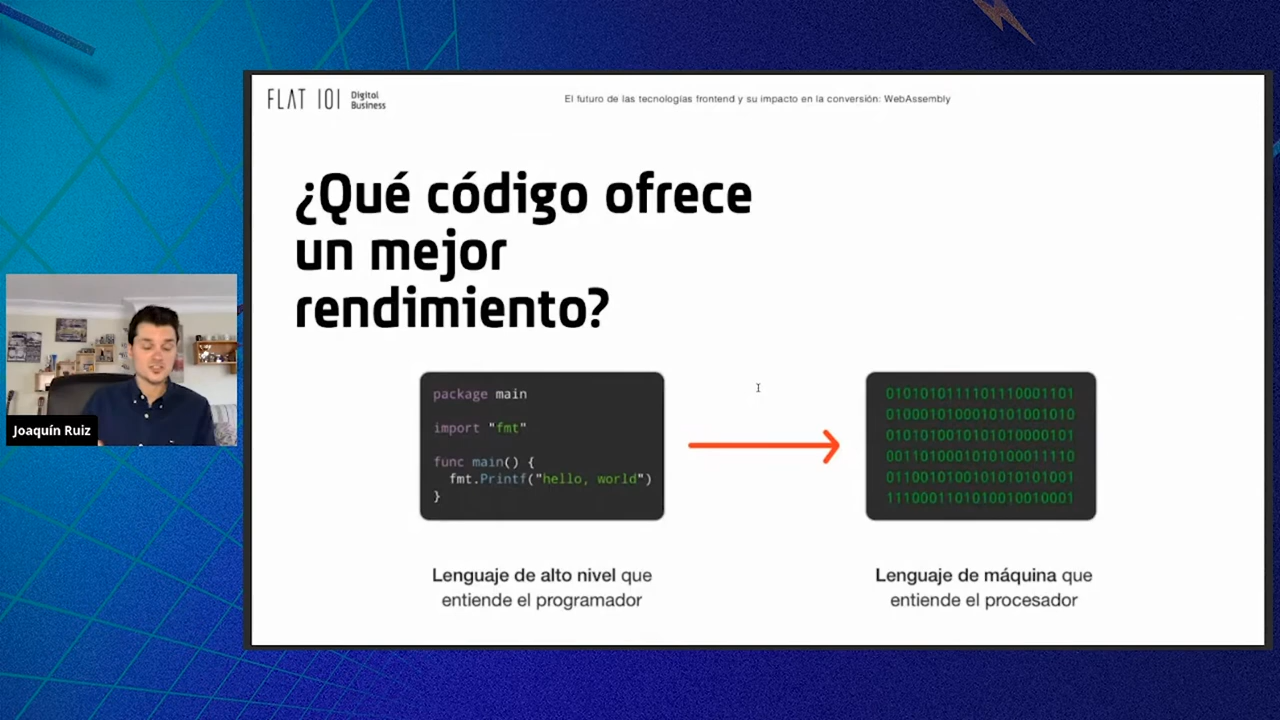 FLAT 101 Digital Business
El futuro de las tecnologías frontend y su impacto en la conversión: WebAssembly
¿Qué código ofrece
un mejor
rendimiento?
package main
import "fmt"
func main() {
fmt.Printf("hello, world")
}
0101010111101110001101
0100010100010101001010
0101010010101010000101
0011010001010100011110
0110010100101010101001
1110001101010010010001
Lenguaje de alto nivel que
entiende el programador
Lenguaje de máquina que
entiende el procesador
Joaquín Ruiz